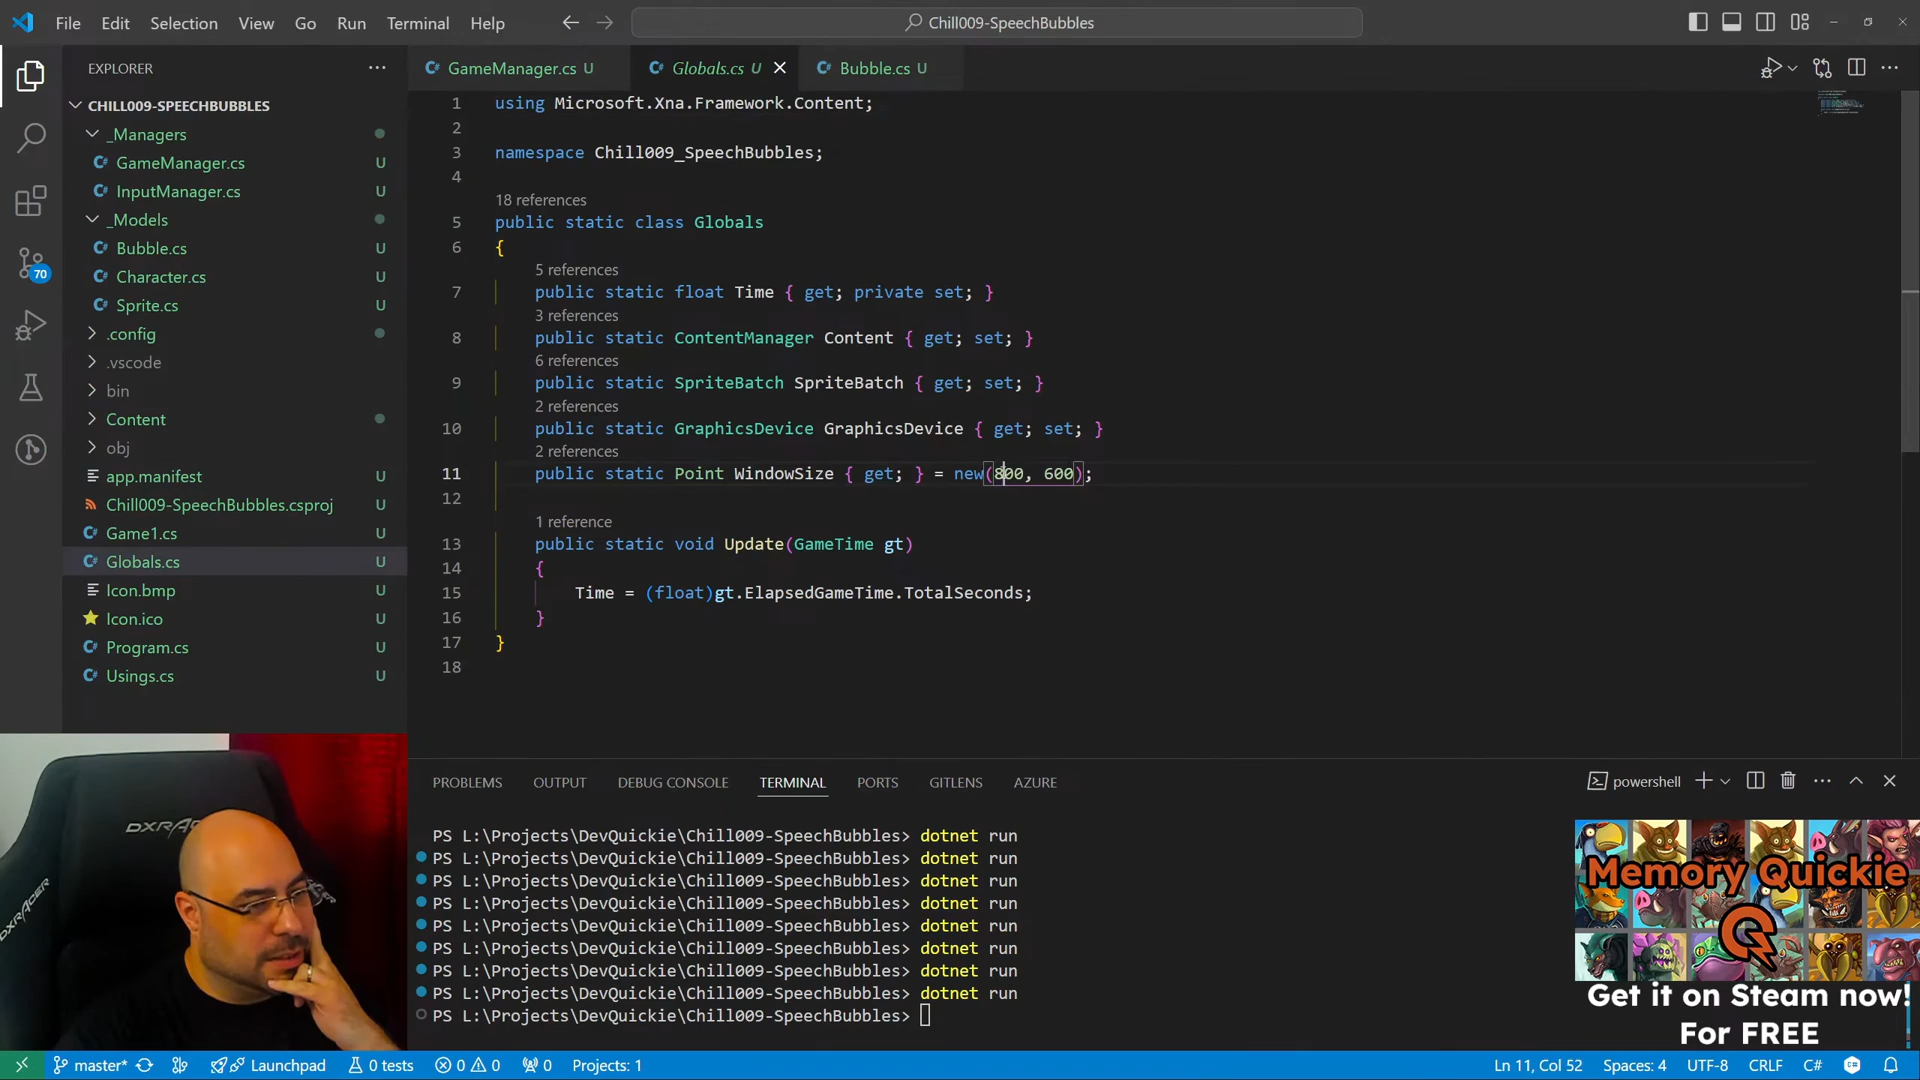 File Edit Selection View Go Run Terminal Help
Chill009-SpeechBubbles
EXPLORER
CHILL009-SPEECHBUBBLES
_Managers
GameManager.cs U
InputManager.cs U
_Models
Bubble.cs U
Character.cs U
Sprite.cs U
.config
.vscode
bin
Content
obj
app.manifest U
Chill009-SpeechBubbles.csproj U
Game1.cs U
Globals.cs U
Icon.bmp U
Icon.ico U
Program.cs U
Usings.cs U
70
GameManager.cs U
Globals.cs U
Bubble.cs U
1 using Microsoft.Xna.Framework.Content;
2
3 namespace Chill009_SpeechBubbles;
4
18 references
5 public static class Globals
6 {
5 references
7 public static float Time { get; private set; }
3 references
8 public static ContentManager Content { get; set; }
6 references
9 public static SpriteBatch SpriteBatch { get; set; }
2 references
10 public static GraphicsDevice GraphicsDevice { get; set; }
2 references
11 public static Point WindowSize { get; } = new(800, 600);
12
1 reference
13 public static void Update(GameTime gt)
14 {
15 Time = (float)gt.ElapsedGameTime.TotalSeconds;
16 }
17 }
18
PROBLEMS OUTPUT DEBUG CONSOLE TERMINAL PORTS GITLENS AZURE
powershell
PS L:\Projects\DevQuickie\Chill009-SpeechBubbles> dotnet run
PS L:\Projects\DevQuickie\Chill009-SpeechBubbles> dotnet run
PS L:\Projects\DevQuickie\Chill009-SpeechBubbles> dotnet run
PS L:\Projects\DevQuickie\Chill009-SpeechBubbles> dotnet run
PS L:\Projects\DevQuickie\Chill009-SpeechBubbles> dotnet run
PS L:\Projects\DevQuickie\Chill009-SpeechBubbles> dotnet run
PS L:\Projects\DevQuickie\Chill009-SpeechBubbles> dotnet run
PS L:\Projects\DevQuickie\Chill009-SpeechBubbles> dotnet run
PS L:\Projects\DevQuickie\Chill009-SpeechBubbles>
Memory Quickie
Get it on Steam now!
For FREE
master* Launchpad 0 tests 0 0 0 Projects: 1
Ln 11, Col 52 Spaces: 4 UTF-8 CRLF C#